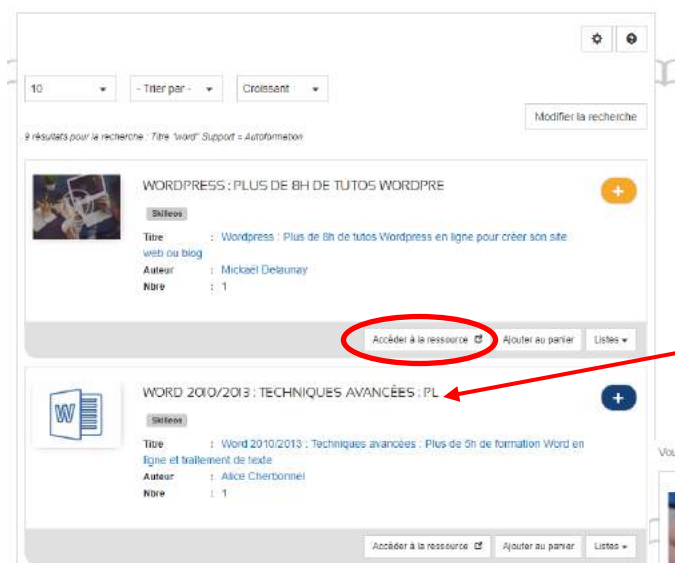 10 - Trier par - Croissant
Modifier la recherche
9 résultats pour la recherche : Titre "word" Support = Autoformation
WORDPRESS : PLUS DE 8H DE TUTOS WORDPRE
Skilleos
Titre : Wordpress : Plus de 8h de tutos Wordpress en ligne pour créer son site
web ou blog
Auteur : Mickaël Delaunay
Nbre : 1
Accéder à la ressource Ajouter au panier Listes
WORD 2010/2013 : TECHNIQUES AVANCÉES : PL
W
Skilleos
Titre : Word 2010/2013 : Techniques avancées : Plus de 5h de formation Word en
ligne et traitement de texte
Auteur : Alice Cherbonnel
Nbre : 1
Vou
Accéder à la ressource Ajouter au panier Listes